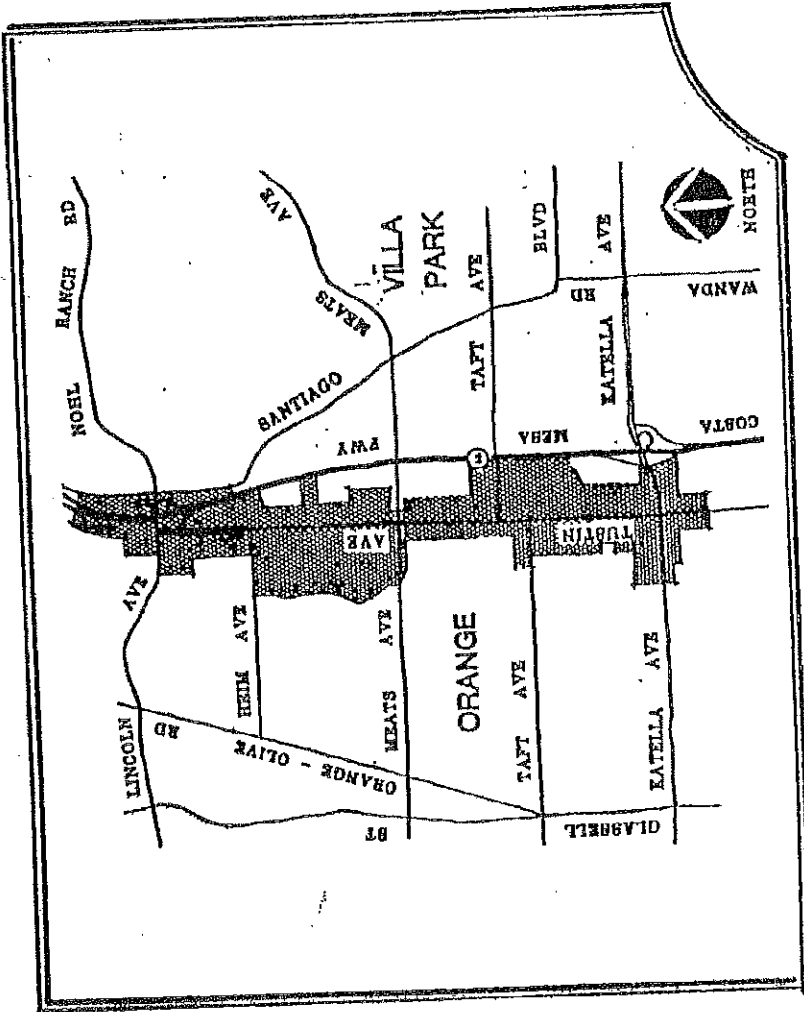 NOHL RANCH RD
MEATS AVE
VILLA
PARK
SANTIAGO
BLVD
TAFT AVE
KATELLA AVE
WANDA RD
NORTH
COSTA MESA FWY
TUSTIN AVE
LINCOLN AVE
HEIM AVE
MEATS AVE
ORANGE
TAFT AVE
KATELLA AVE
ORANGE - OLIVE RD
GLASSELL ST